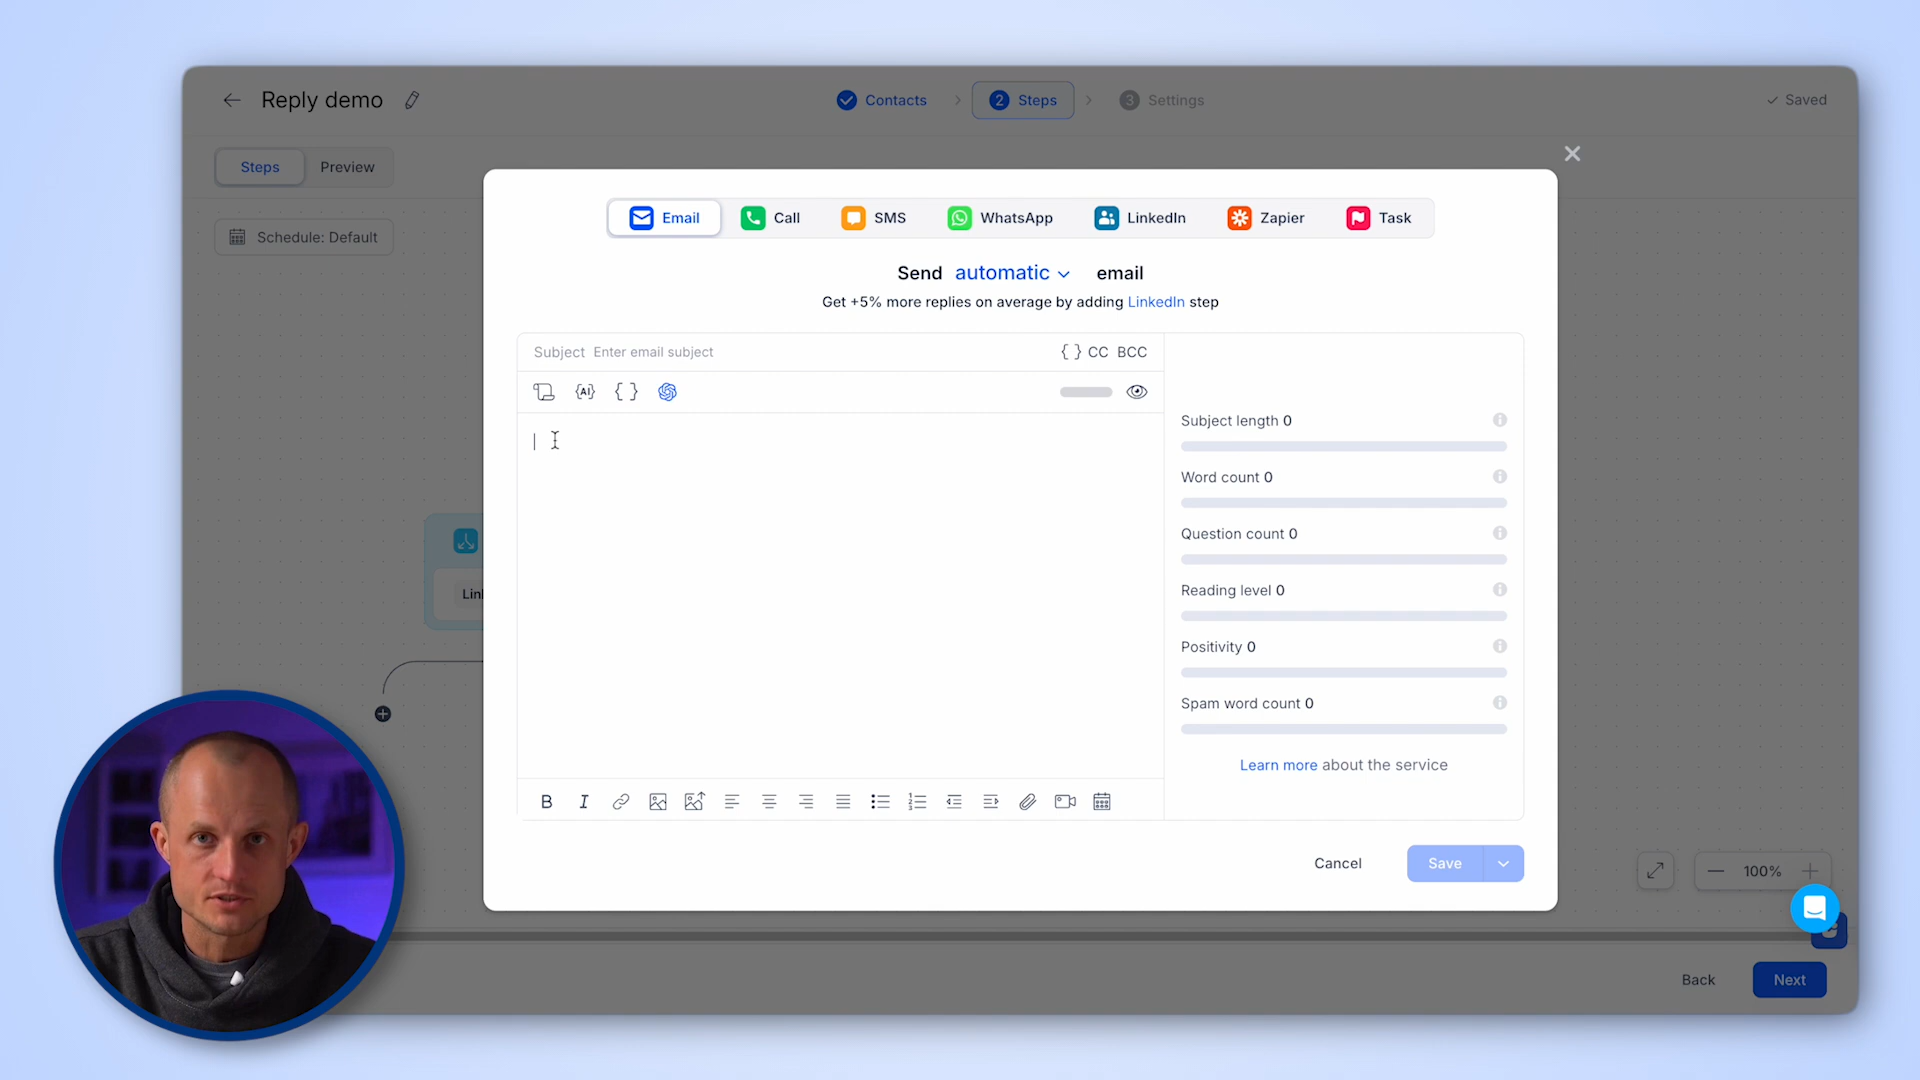 Reply demo
Contacts
2 Steps
3 Settings
Saved
Steps
Preview
Schedule: Default
Email
Call
SMS
WhatsApp
LinkedIn
Zapier
Task
Send automatic email
Get +5% more replies on average by adding LinkedIn step
Subject Enter email subject
{ } CC BCC
{AI} { }
Subject length 0
Word count 0
Question count 0
Reading level 0
Positivity 0
Spam word count 0
Learn more about the service
Lin
B I
Cancel
Save
100%
Back
Next